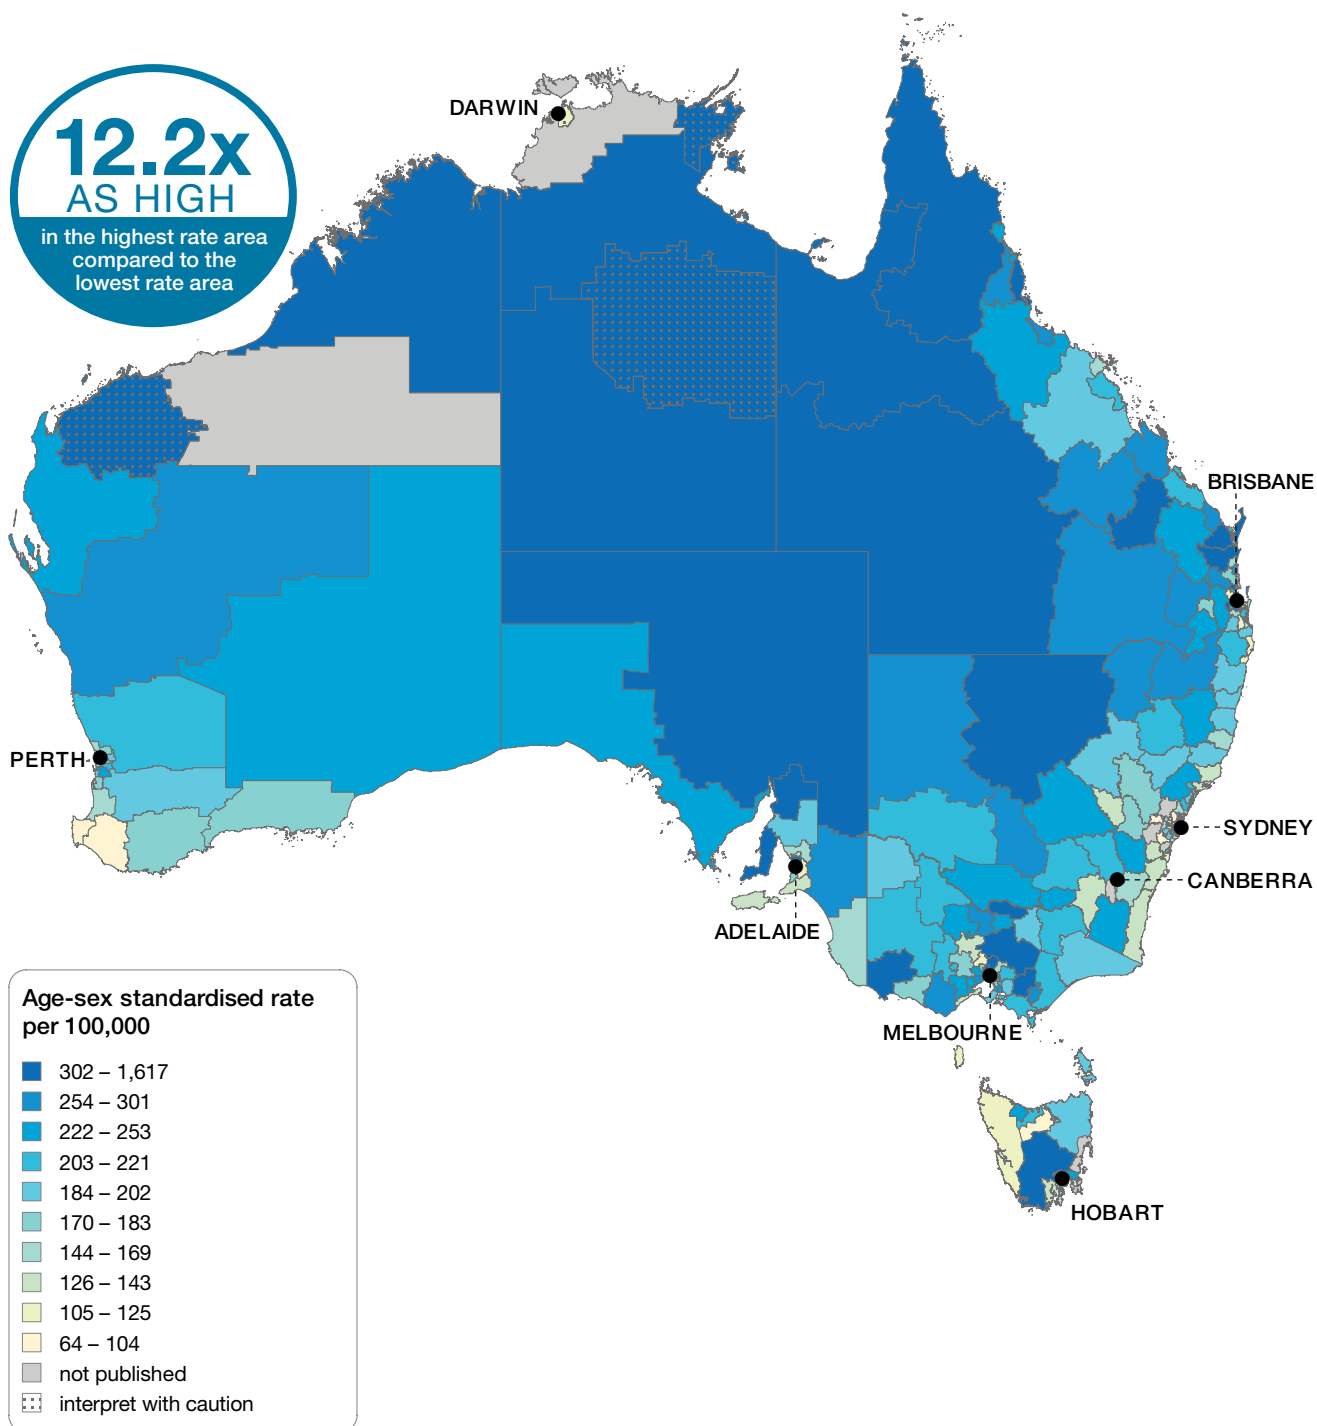 12.2x
AS HIGH
in the highest rate area
compared to the
lowest rate area
DARWIN
BRISBANE
PERTH
SYDNEY
CANBERRA
ADELAIDE
MELBOURNE
HOBART
Age-sex standardised rate
per 100,000
302 – 1,617
254 – 301
222 – 253
203 – 221
184 – 202
170 – 183
144 – 169
126 – 143
105 – 125
64 – 104
not published
interpret with caution